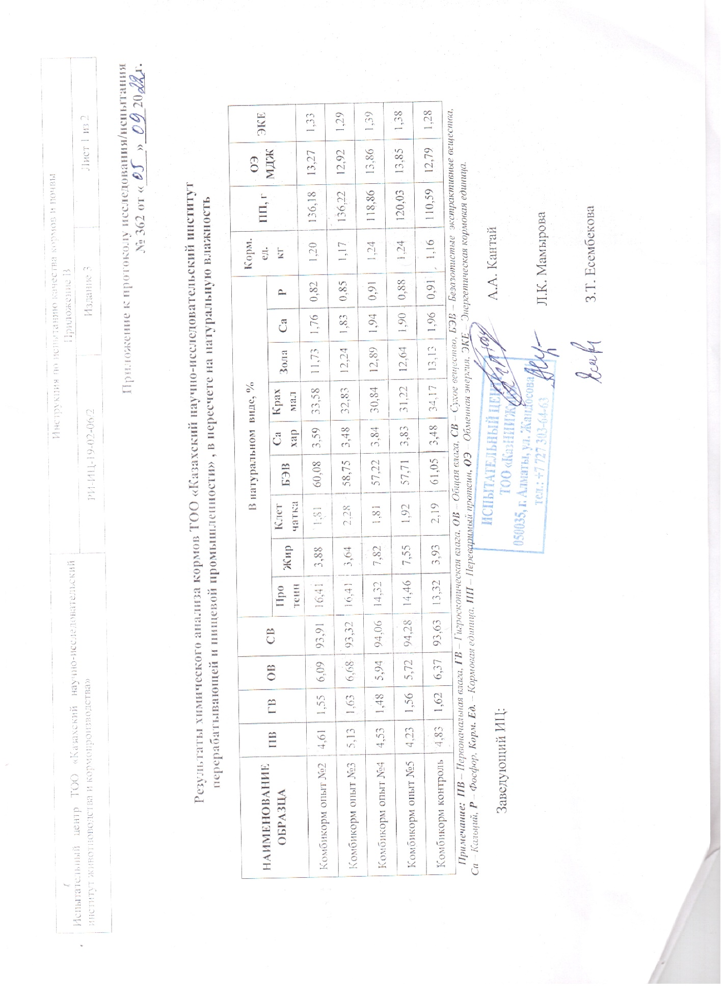 Испытательный центр ТОО «Казахский научно-исследовательский
институт животноводства и кормопроизводства»
Инструкция по испытанию качества кормов и почвы
Приложение В
РИ-ИЦ-19-02-06/2 Издание 3 Лист 1 из 2
Приложение к протоколу исследования/испытания
№ 362 от « 05 » 09 2022г.
Результаты химического анализа кормов ТОО «Казахский научно-исследовательский институт
перерабатывающей и пищевой промышленности» , в пересчете на натуральную влажность
НАИМЕНОВАНИЕ ОБРАЗЦА ПВ ГВ ОВ СВ В натуральном виде, % Корм. ед. кг ПП, г ОЭ МДЖ ЭКЕ
Про теин Жир Клет чатка БЭВ Са хар Крах мал Зола Са Р
Комбикорм опыт №2 4,61 1,55 6,09 93,91 16,41 3,88 1,81 60,08 3,59 33,58 11,73 1,76 0,82 1,20 136,18 13,27 1,33
Комбикорм опыт №3 5,13 1,63 6,68 93,32 16,41 3,64 2,28 58,75 3,48 32,83 12,24 1,83 0,85 1,17 136,22 12,92 1,29
Комбикорм опыт №4 4,53 1,48 5,94 94,06 14,32 7,82 1,81 57,22 3,84 30,84 12,89 1,94 0,91 1,24 118,86 13,86 1,39
Комбикорм опыт №5 4,23 1,56 5,72 94,28 14,46 7,55 1,92 57,71 3,83 31,22 12,64 1,90 0,88 1,24 120,03 13,85 1,38
Комбикорм контроль 4,83 1,62 6,37 93,63 13,32 3,93 2,19 61,05 3,48 34,17 13,13 1,96 0,91 1,16 110,59 12,79 1,28
Примечание: ПВ – Первоначальная влага, ГВ – Гигроскопическая влага, ОВ – Общая влага, СВ – Сухое вещество, БЭВ – Безазотистые экстрактивные вещества,
Са – Кальций, Р – Фосфор, Корм. Ед. – Кормовая единица, ПП – Переваримый протеин, ОЭ – Обменная энергия, ЭКЕ – Энергетическая кормовая единица.
Заведующий ИЦ: А.А. Кантай
Л.К. Мамырова
З.Т. Есембекова
ИСПЫТАТЕЛЬНЫЙ ЦЕНТР
ТОО «КазНИИЖиК»
050035, г. Алматы, ул. Жандосова
тел.: +7 727 303-64-63